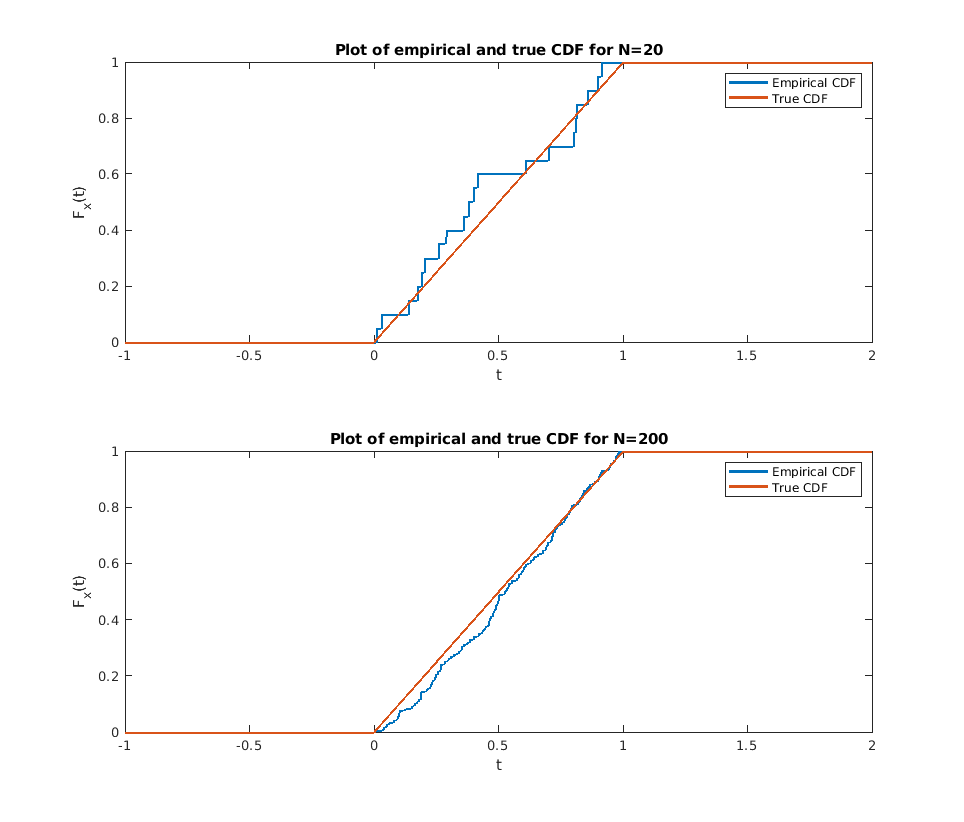 Plot of empirical and true CDF for N=20
1
0.8
0.6
0.4
0.2
0
F_x(t)
Empirical CDF
True CDF
-1 -0.5 0 0.5 1 1.5 2
t
Plot of empirical and true CDF for N=200
1
0.8
0.6
0.4
0.2
0
F_x(t)
Empirical CDF
True CDF
-1 -0.5 0 0.5 1 1.5 2
t